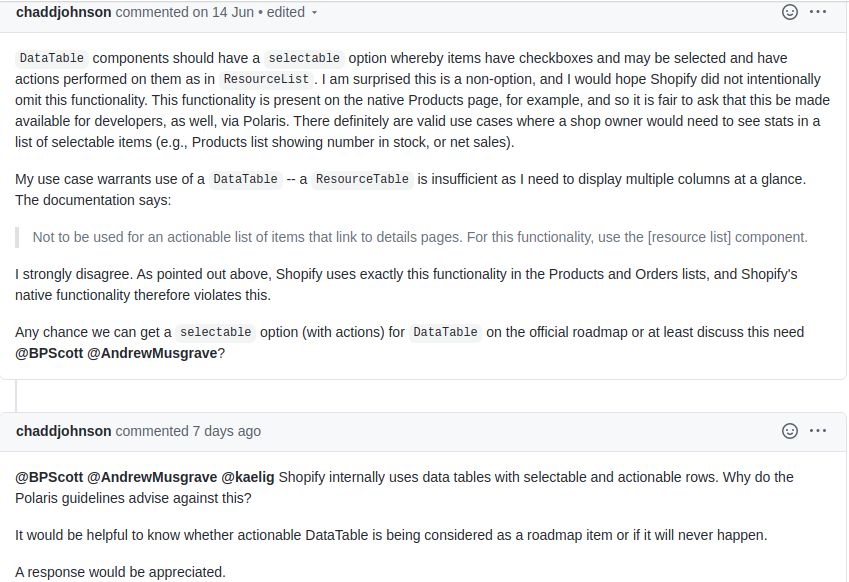 chaddjohnson commented on 14 Jun • edited
DataTable components should have a selectable option whereby items have checkboxes and may be selected and have
actions performed on them as in ResourceList . I am surprised this is a non-option, and I would hope Shopify did not intentionally
omit this functionality. This functionality is present on the native Products page, for example, and so it is fair to ask that this be made
available for developers, as well, via Polaris. There definitely are valid use cases where a shop owner would need to see stats in a
list of selectable items (e.g., Products list showing number in stock, or net sales).
My use case warrants use of a DataTable -- a ResourceTable is insufficient as I need to display multiple columns at a glance.
The documentation says:
Not to be used for an actionable list of items that link to details pages. For this functionality, use the [resource list] component.
I strongly disagree. As pointed out above, Shopify uses exactly this functionality in the Products and Orders lists, and Shopify's
native functionality therefore violates this.
Any chance we can get a selectable option (with actions) for DataTable on the official roadmap or at least discuss this need
@BPScott @AndrewMusgrave?
chaddjohnson commented 7 days ago
@BPScott @AndrewMusgrave @kaelig Shopify internally uses data tables with selectable and actionable rows. Why do the
Polaris guidelines advise against this?
It would be helpful to know whether actionable DataTable is being considered as a roadmap item or if it will never happen.
A response would be appreciated.